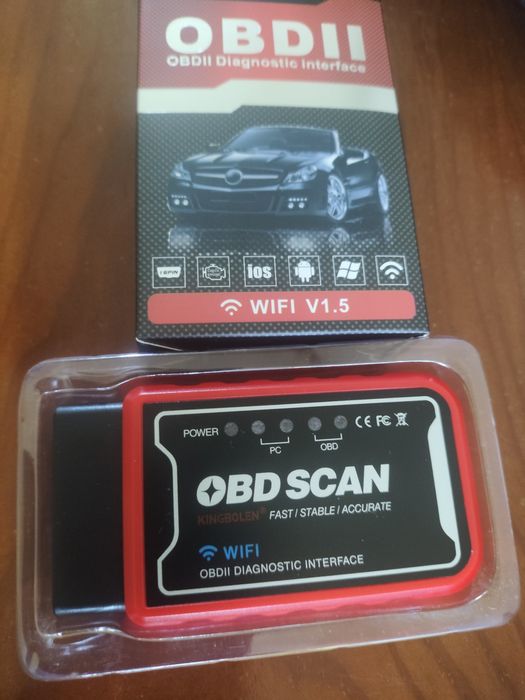 OBDII
OBDII Diagnostic Interface
16PIN
iOS
WIFI V1.5
POWER
PC
OBD
CE FC
OBD SCAN
KINGBOLEN®
FAST / STABLE / ACCURATE
WIFI
OBDII DIAGNOSTIC INTERFACE